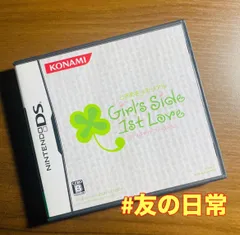 KONAMI
NINTENDO DS
Girl's Side
1st Love
B
#友の日常